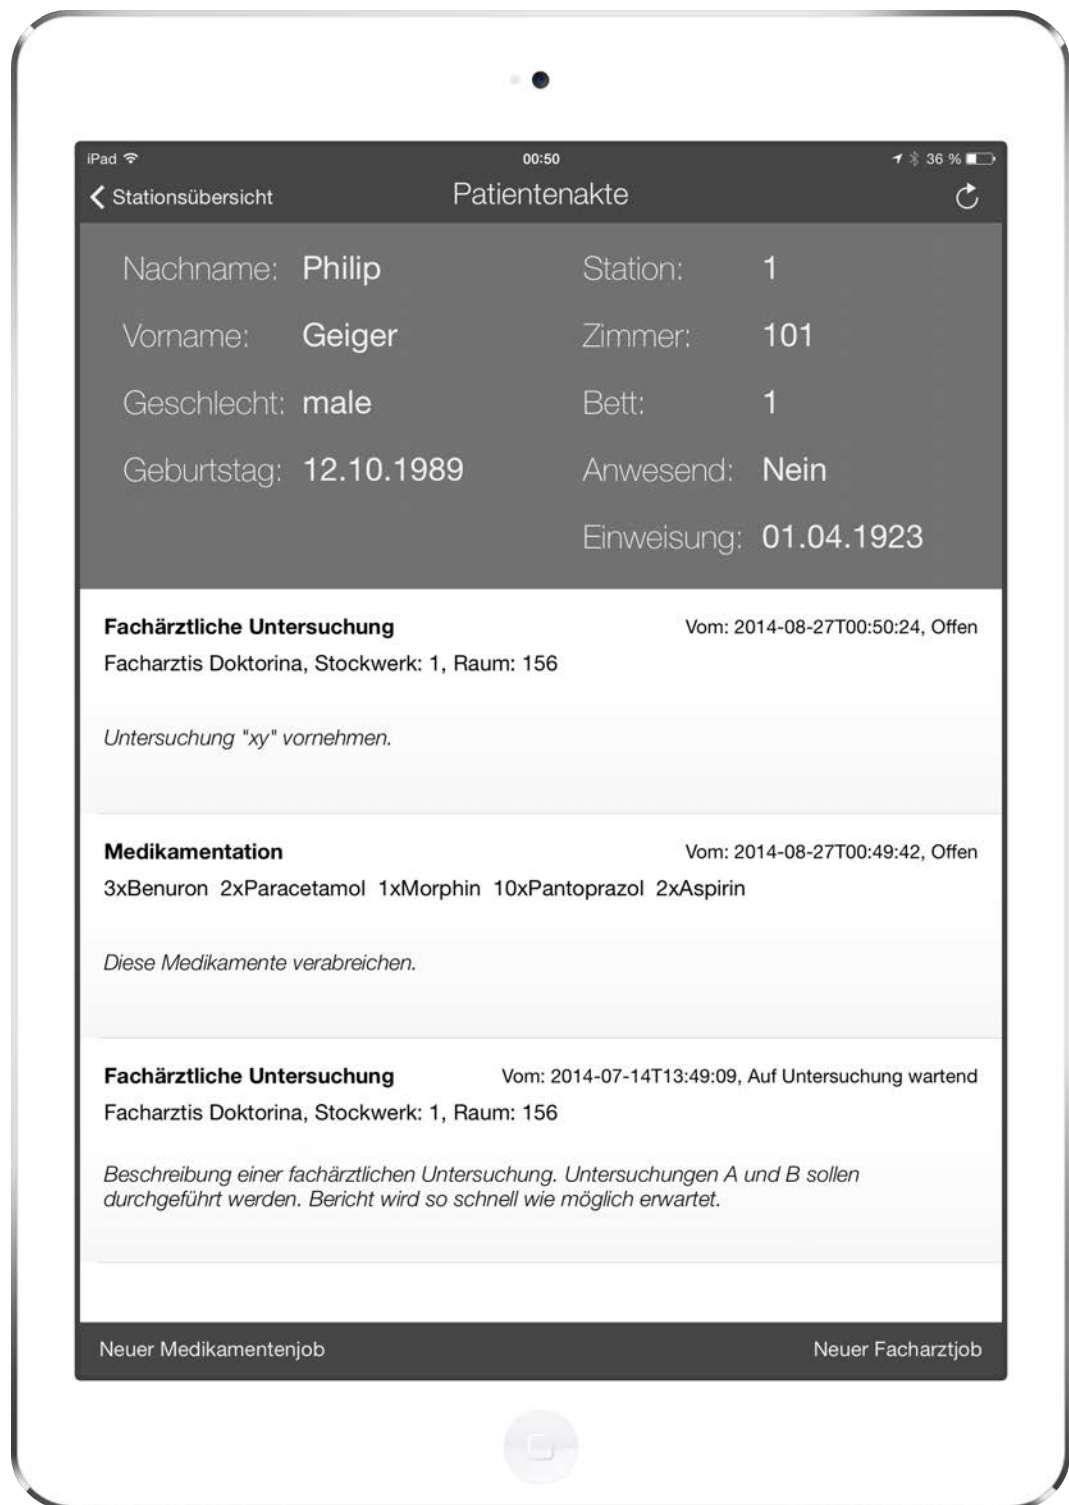 iPad 00:50 36 %
Stationsübersicht Patientenakte
Nachname: Philip Station: 1
Vorname: Geiger Zimmer: 101
Geschlecht: male Bett: 1
Geburtstag: 12.10.1989 Anwesend: Nein
Einweisung: 01.04.1923
Fachärztliche Untersuchung Vom: 2014-08-27T00:50:24, Offen
Facharztis Doktorina, Stockwerk: 1, Raum: 156
Untersuchung "xy" vornehmen.
Medikamentation Vom: 2014-08-27T00:49:42, Offen
3xBenuron 2xParacetamol 1xMorphin 10xPantoprazol 2xAspirin
Diese Medikamente verabreichen.
Fachärztliche Untersuchung Vom: 2014-07-14T13:49:09, Auf Untersuchung wartend
Facharztis Doktorina, Stockwerk: 1, Raum: 156
Beschreibung einer fachärztlichen Untersuchung. Untersuchungen A und B sollen
durchgeführt werden. Bericht wird so schnell wie möglich erwartet.
Neuer Medikamentenjob Neuer Facharztjob